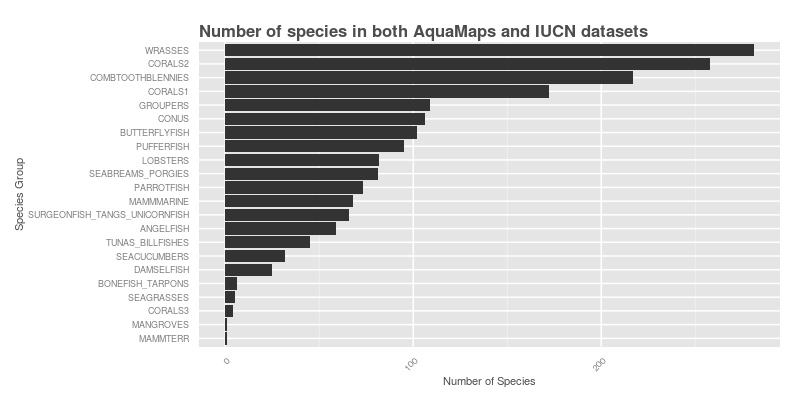 Number of species in both AquaMaps and IUCN datasets
Species Group
WRASSES
CORALS2
COMBTOOTHBLENNIES
CORALS1
GROUPERS
CONUS
BUTTERFLYFISH
PUFFERFISH
LOBSTERS
SEABREAMS_PORGIES
PARROTFISH
MAMMMARINE
SURGEONFISH_TANGS_UNICORNFISH
ANGELFISH
TUNAS_BILLFISHES
SEACUCUMBERS
DAMSELFISH
BONEFISH_TARPONS
SEAGRASSES
CORALS3
MANGROVES
MAMMTERR
0 100 200
Number of Species